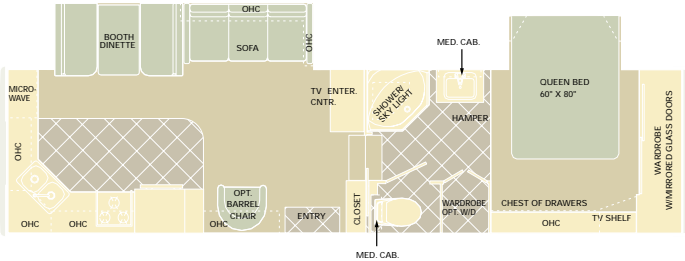 OHC
BOOTH
DINETTE
SOFA
OHC
MED. CAB.
MICRO-
WAVE
TV ENTER.
CNTR.
SHOWER/
SKY LIGHT
HAMPER
QUEEN BED
60" X 80"
WARDROBE
W/MIRRORED GLASS DOORS
OHC
OPT.
BARREL
CHAIR
CLOSET
WARDROBE
OPT. W/D
CHEST OF DRAWERS
OHC
OHC
OHC
ENTRY
OHC
TV SHELF
MED. CAB.